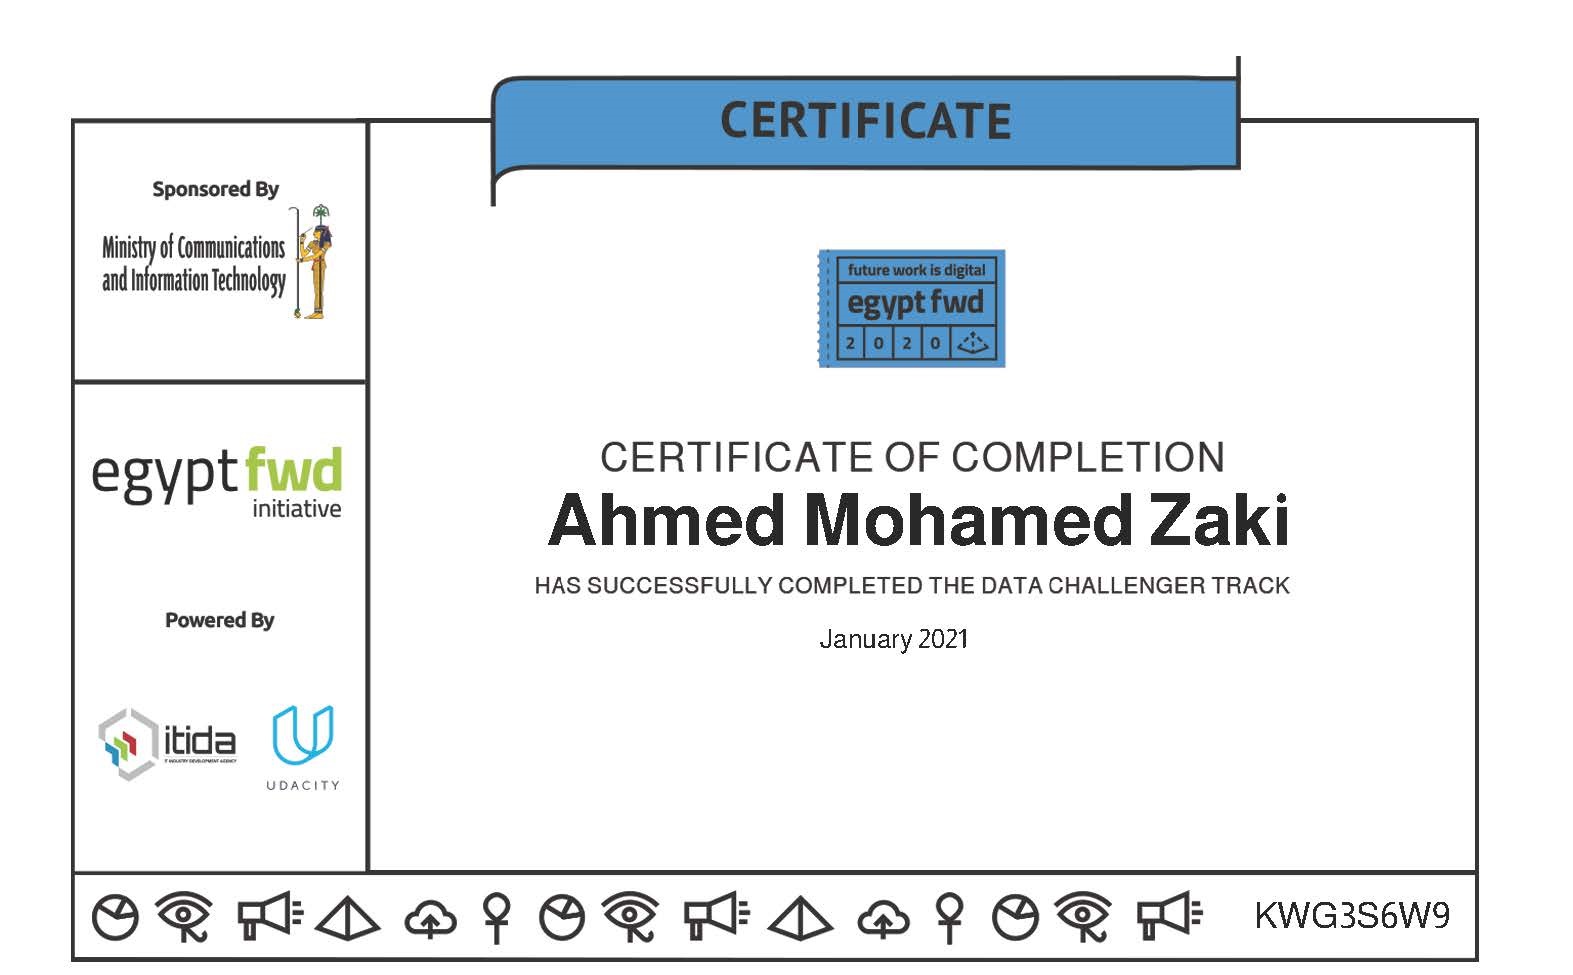 CERTIFICATE
Sponsored By
Ministry of Communications
and Information Technology
egypt fwd
initiative
Powered By
itida
IT INDUSTRY DEVELOPMENT AGENCY
UDACITY
future work is digital
egypt fwd
2 0 2 0
CERTIFICATE OF COMPLETION
Ahmed Mohamed Zaki
HAS SUCCESSFULLY COMPLETED THE DATA CHALLENGER TRACK
January 2021
KWG3S6W9